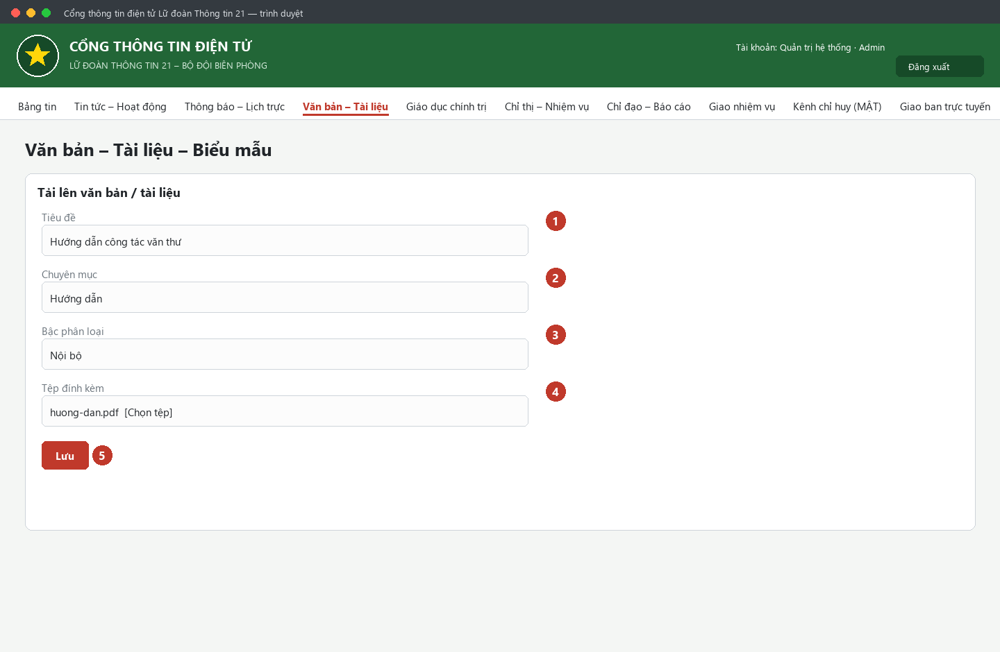 Cổng thông tin điện tử Lữ đoàn Thông tin 21 — trình duyệt
CỔNG THÔNG TIN ĐIỆN TỬ
LỮ ĐOÀN THÔNG TIN 21 – BỘ ĐỘI BIÊN PHÒNG
Tài khoản: Quản trị hệ thống · Admin
Đăng xuất
Bảng tin Tin tức – Hoạt động Thông báo – Lịch trực Văn bản – Tài liệu Giáo dục chính trị Chỉ thị – Nhiệm vụ Chỉ đạo – Báo cáo Giao nhiệm vụ Kênh chỉ huy (MẬT) Giao ban trực tuyến
Văn bản – Tài liệu – Biểu mẫu
Tải lên văn bản / tài liệu
Tiêu đề
1
Hướng dẫn công tác văn thư
Chuyên mục
2
Hướng dẫn
Bậc phân loại
3
Nội bộ
Tệp đính kèm
4
huong-dan.pdf [Chọn tệp]
Lưu 5